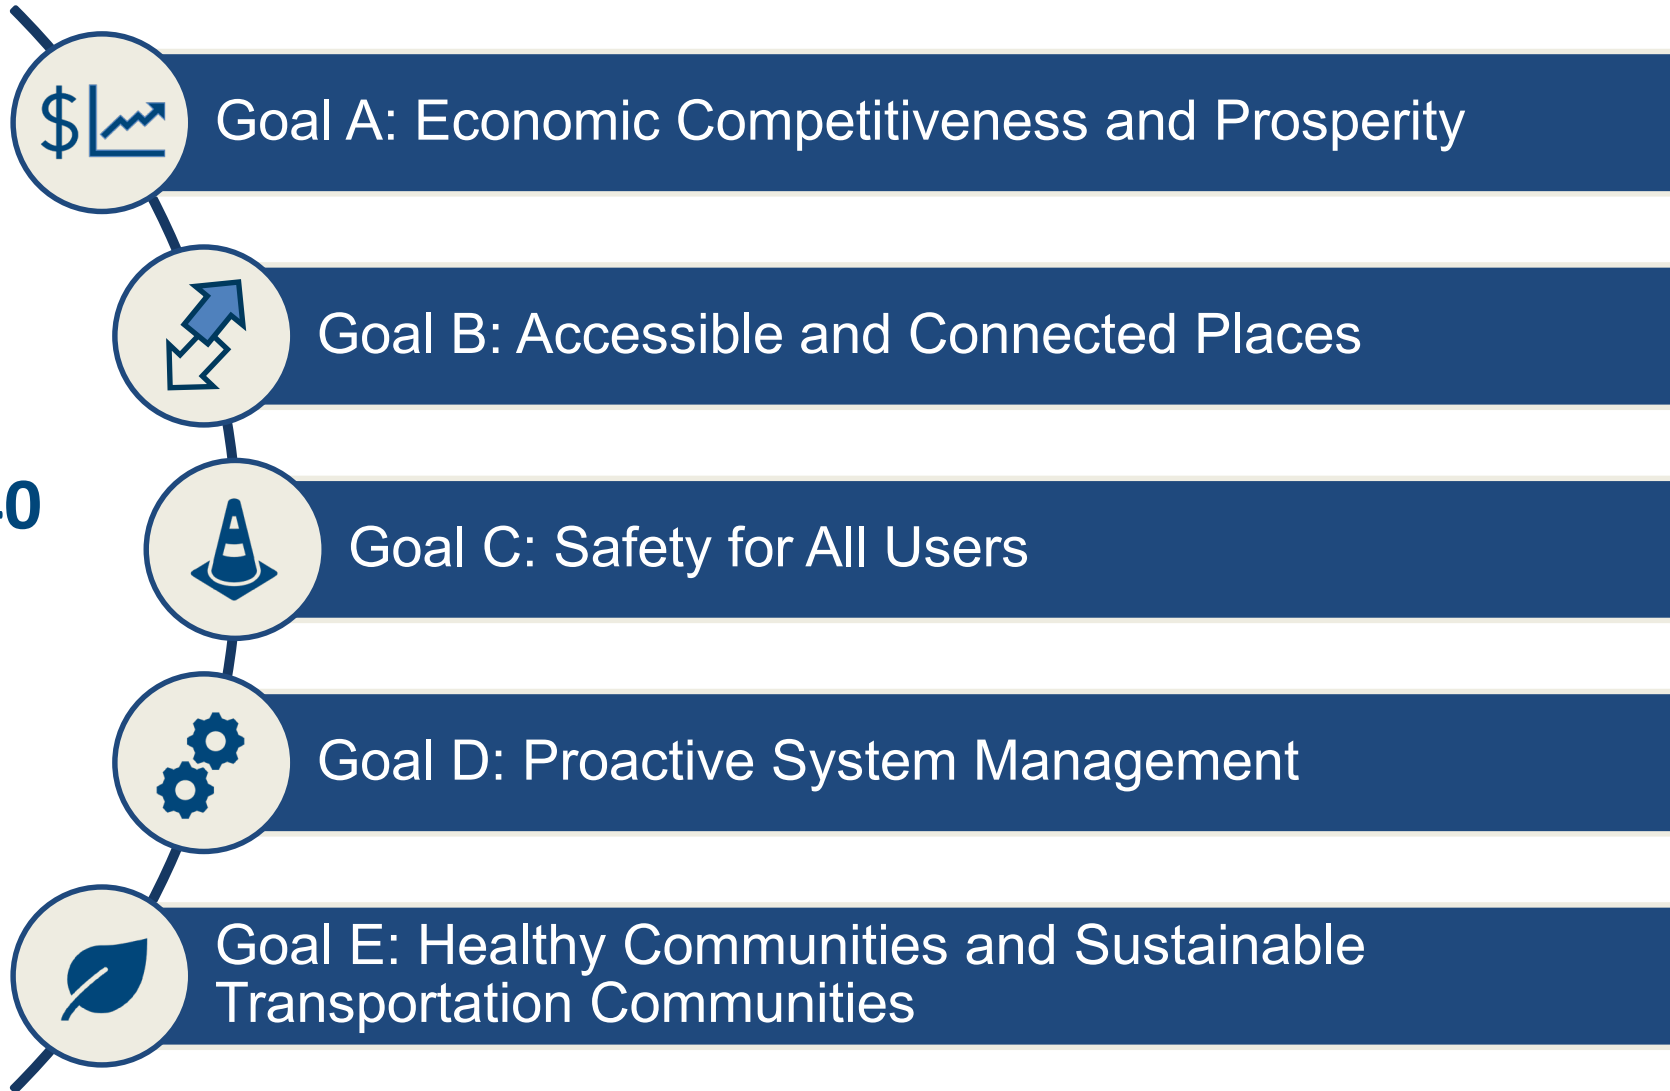 Goal A: Economic Competitiveness and Prosperity
Goal B: Accessible and Connected Places
0
Goal C: Safety for All Users
Goal D: Proactive System Management
Goal E: Healthy Communities and Sustainable
Transportation Communities